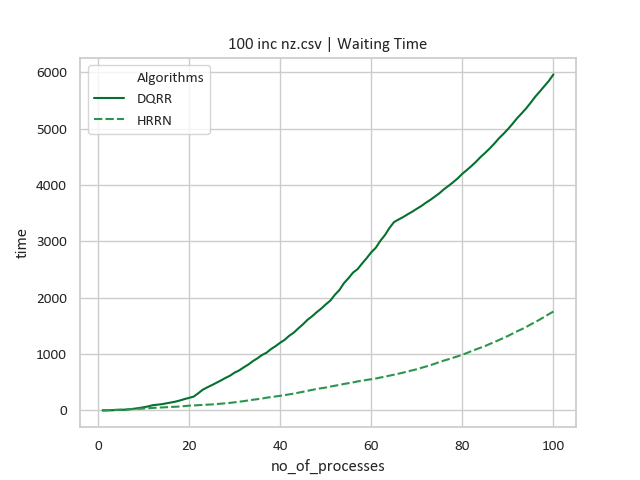 100 inc nz.csv | Waiting Time
Algorithms
DQRR
HRRN
6000
5000
4000
3000
2000
1000
0
time
0 20 40 60 80 100
no_of_processes